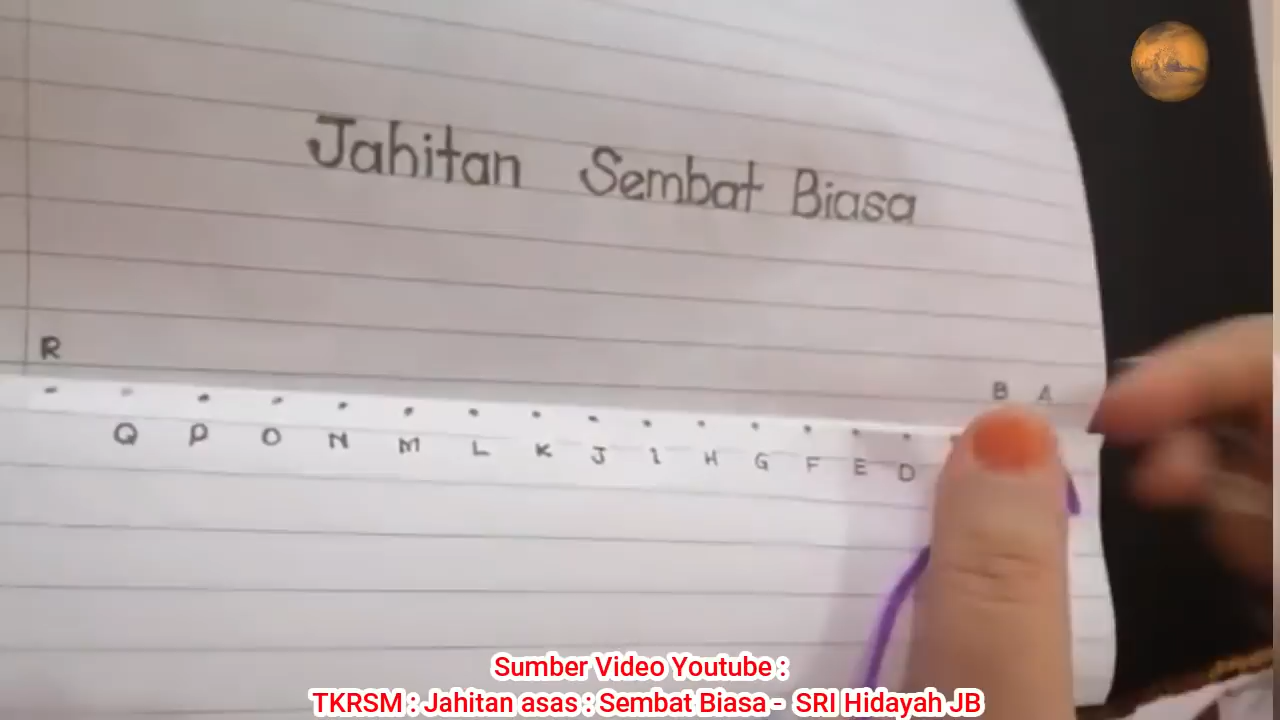 Jahitan Sembat Biasa
R
B A
Q P O N M L K J I H G F E D
Sumber Video Youtube :
TKRSM : Jahitan asas : Sembat Biasa - SRI Hidayah JB